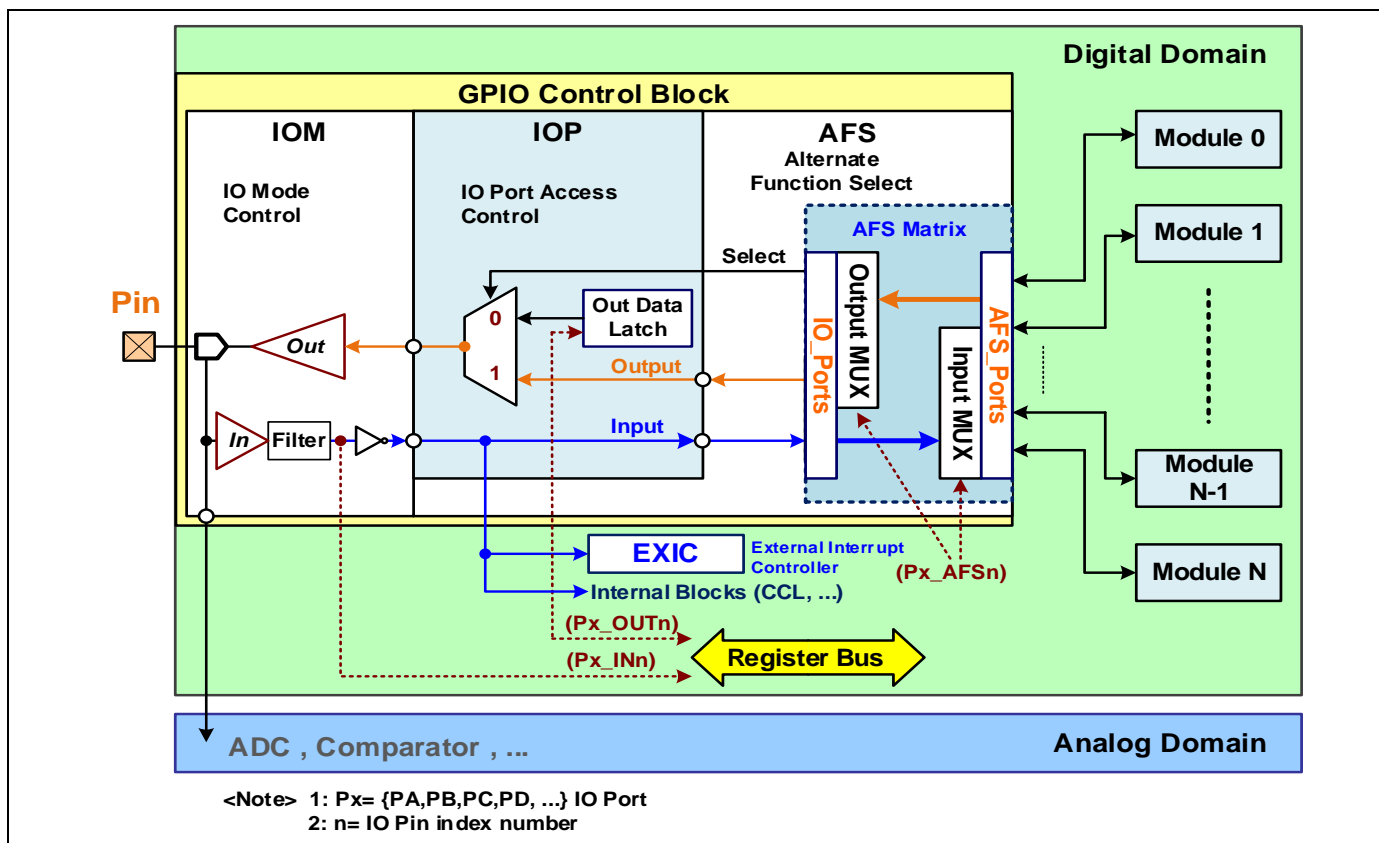 Digital Domain
GPIO Control Block
IOM
IOP
AFS
IO Mode
Control
IO Port Access
Control
Alternate
Function Select
AFS Matrix
Module 0
Module 1
Module
N-1
Module N
Select
Pin
Out
0
1
Out Data
Latch
Output
Input
In
Filter
IO_Ports
Output MUX
Input MUX
AFS_Ports
EXIC
External Interrupt
Controller
Internal Blocks (CCL, ...)
(Px_AFSn)
(Px_OUTn)
(Px_INn)
Register Bus
ADC , Comparator , ...
Analog Domain
<Note> 1: Px= {PA,PB,PC,PD, ...} IO Port
2: n= IO Pin index number